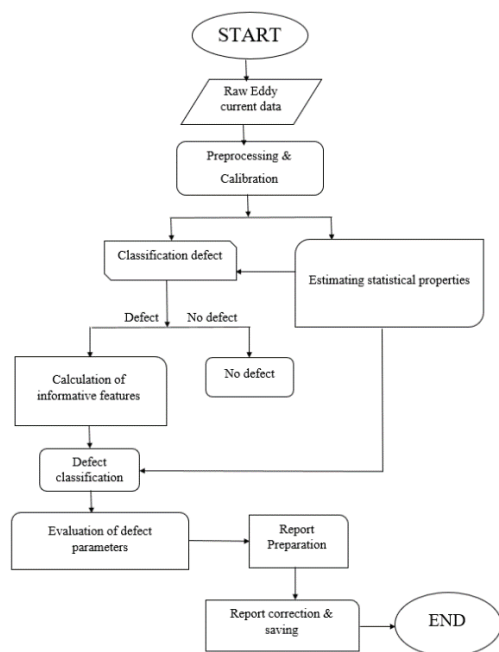 START
Raw Eddy
current data
Preprocessing &
Calibration
Classification defect
Estimating statistical properties
Defect
No defect
Calculation of
informative features
No defect
Defect
classification
Evaluation of defect
parameters
Report
Preparation
Report correction &
saving
END